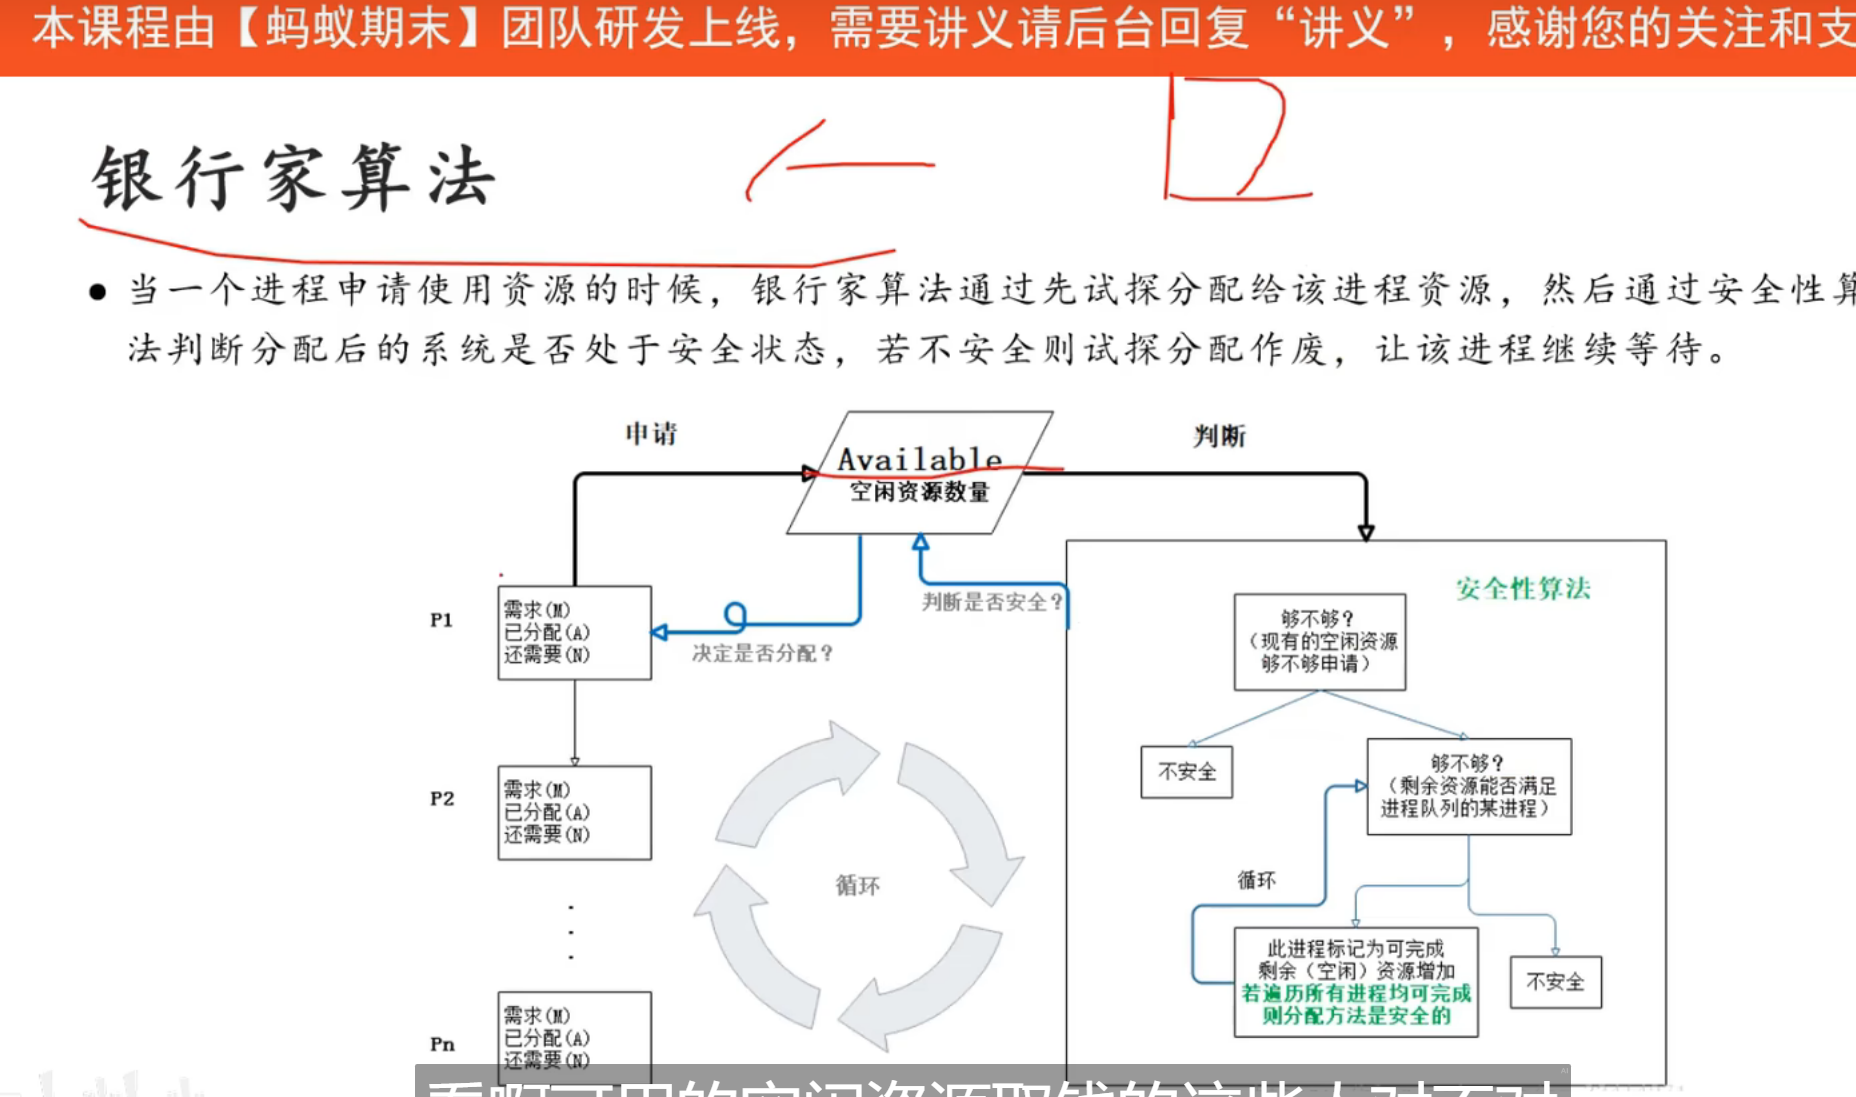 本课程由【蚂蚁期末】团队研发上线，需要讲义请后台回复“讲义”，感谢您的关注和支
银行家算法
● 当一个进程申请使用资源的时候，银行家算法通过先试探分配给该进程资源，然后通过安全性算
法判断分配后的系统是否处于安全状态，若不安全则试探分配作废，让该进程继续等待。
申请
Available
空闲资源数量
判断
P1
需求(M)
已分配(A)
还需要(N)
决定是否分配？
判断是否安全？
安全性算法
够不够？
（现有的空闲资源
够不够申请）
不安全
够不够？
（剩余资源能否满足
进程队列的某进程）
P2
需求(M)
已分配(A)
还需要(N)
循环
循环
此进程标记为可完成
剩余（空闲）资源增加
若遍历所有进程均可完成
则分配方法是安全的
不安全
Pn
需求(M)
已分配(A)
还需要(N)